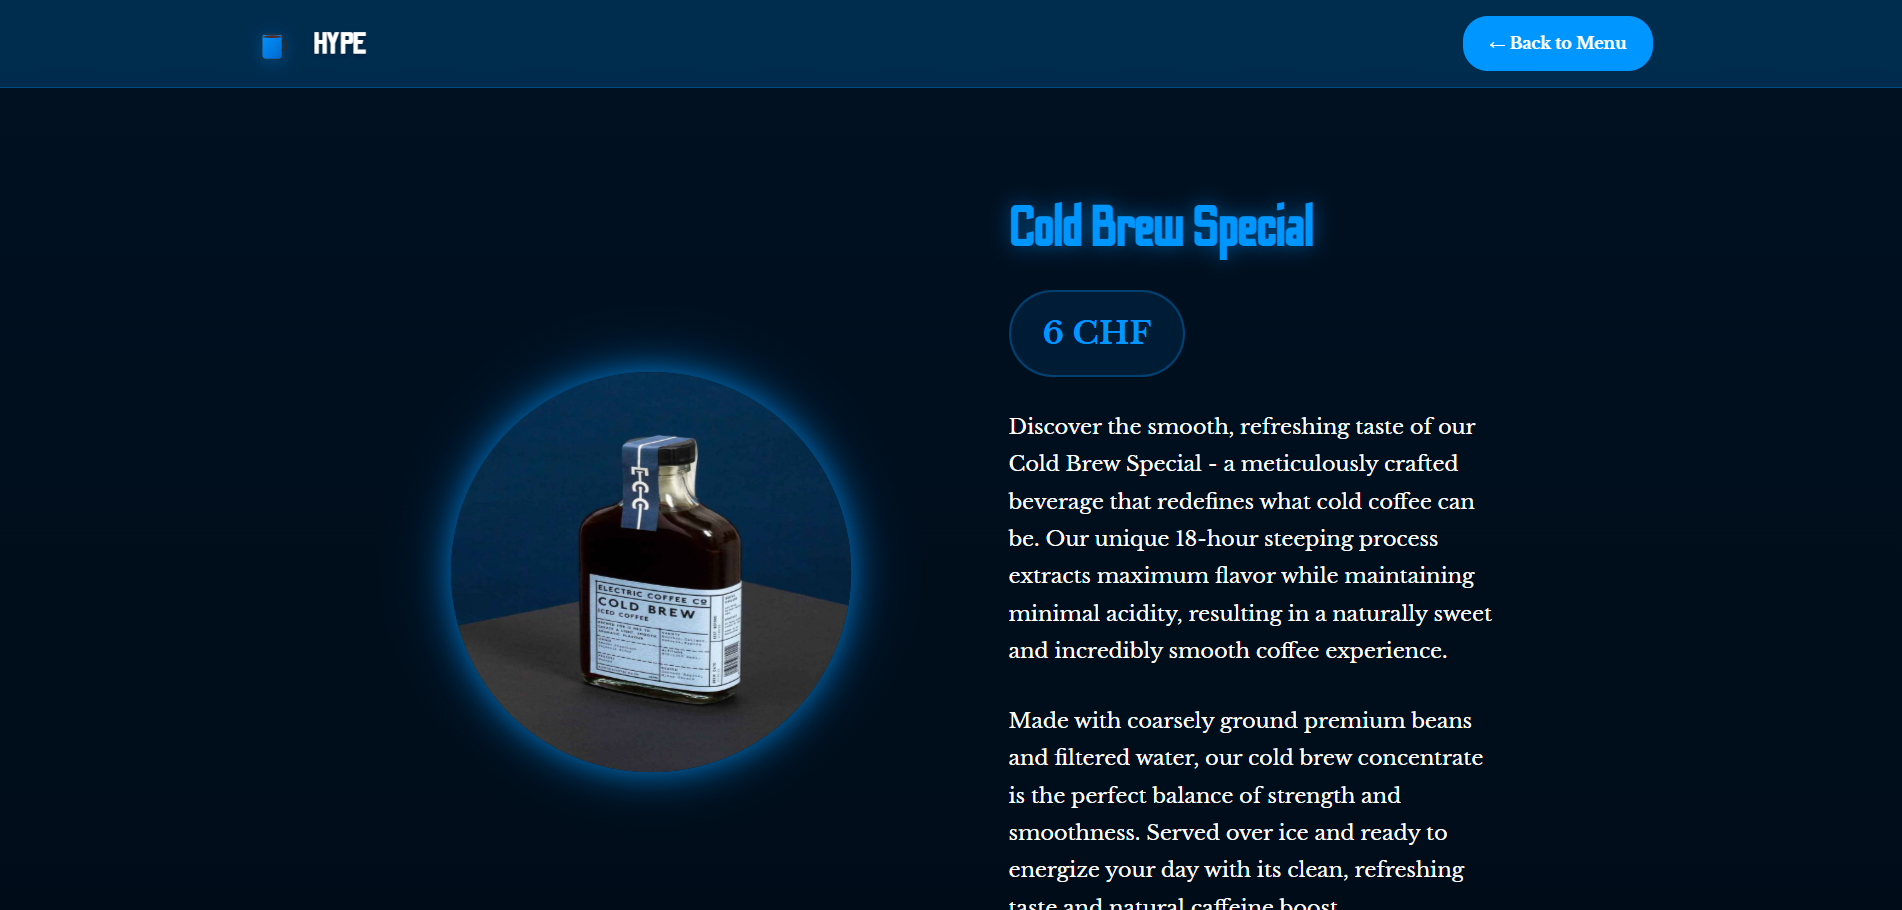 HYPE
← Back to Menu
Cold Brew Special
6 CHF
Discover the smooth, refreshing taste of our
Cold Brew Special - a meticulously crafted
beverage that redefines what cold coffee can
be. Our unique 18-hour steeping process
extracts maximum flavor while maintaining
minimal acidity, resulting in a naturally sweet
and incredibly smooth coffee experience.
Made with coarsely ground premium beans
and filtered water, our cold brew concentrate
is the perfect balance of strength and
smoothness. Served over ice and ready to
energize your day with its clean, refreshing
taste and natural caffeine boost.
ECC
ELECTRIC COFFEE Cº
COLD BREW
ICED COFFEE